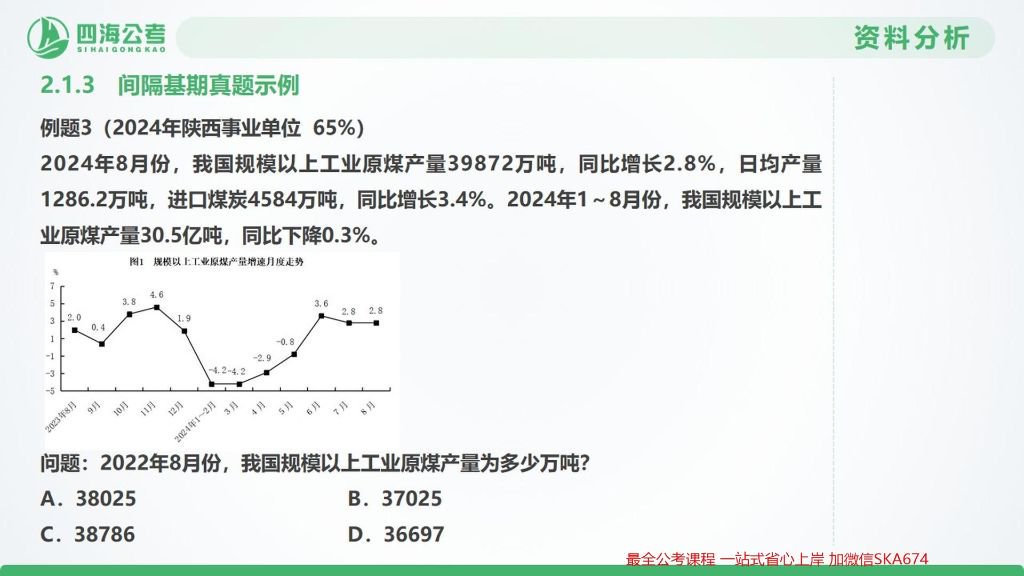 四海公考
SIHAIGONGKAO
资料分析
2.1.3 间隔基期真题示例
例题3（2024年陕西事业单位 65%）
2024年8月份，我国规模以上工业原煤产量39872万吨，同比增长2.8%，日均产量
1286.2万吨，进口煤炭4584万吨，同比增长3.4%。2024年1～8月份，我国规模以上工
业原煤产量30.5亿吨，同比下降0.3%。
图1 规模以上工业原煤产量增速月度走势
%
7
5
3
1
-1
-3
-5
2.0
0.4
3.8
4.6
1.9
-4.2
-4.2
-2.9
-0.8
3.6
2.8
2.8
2023年8月
9月
10月
11月
12月
2024年1—2月
3月
4月
5月
6月
7月
8月
问题：2022年8月份，我国规模以上工业原煤产量为多少万吨？
A．38025 B．37025
C．38786 D．36697
最全公考课程 一站式省心上岸 加微信SKA674